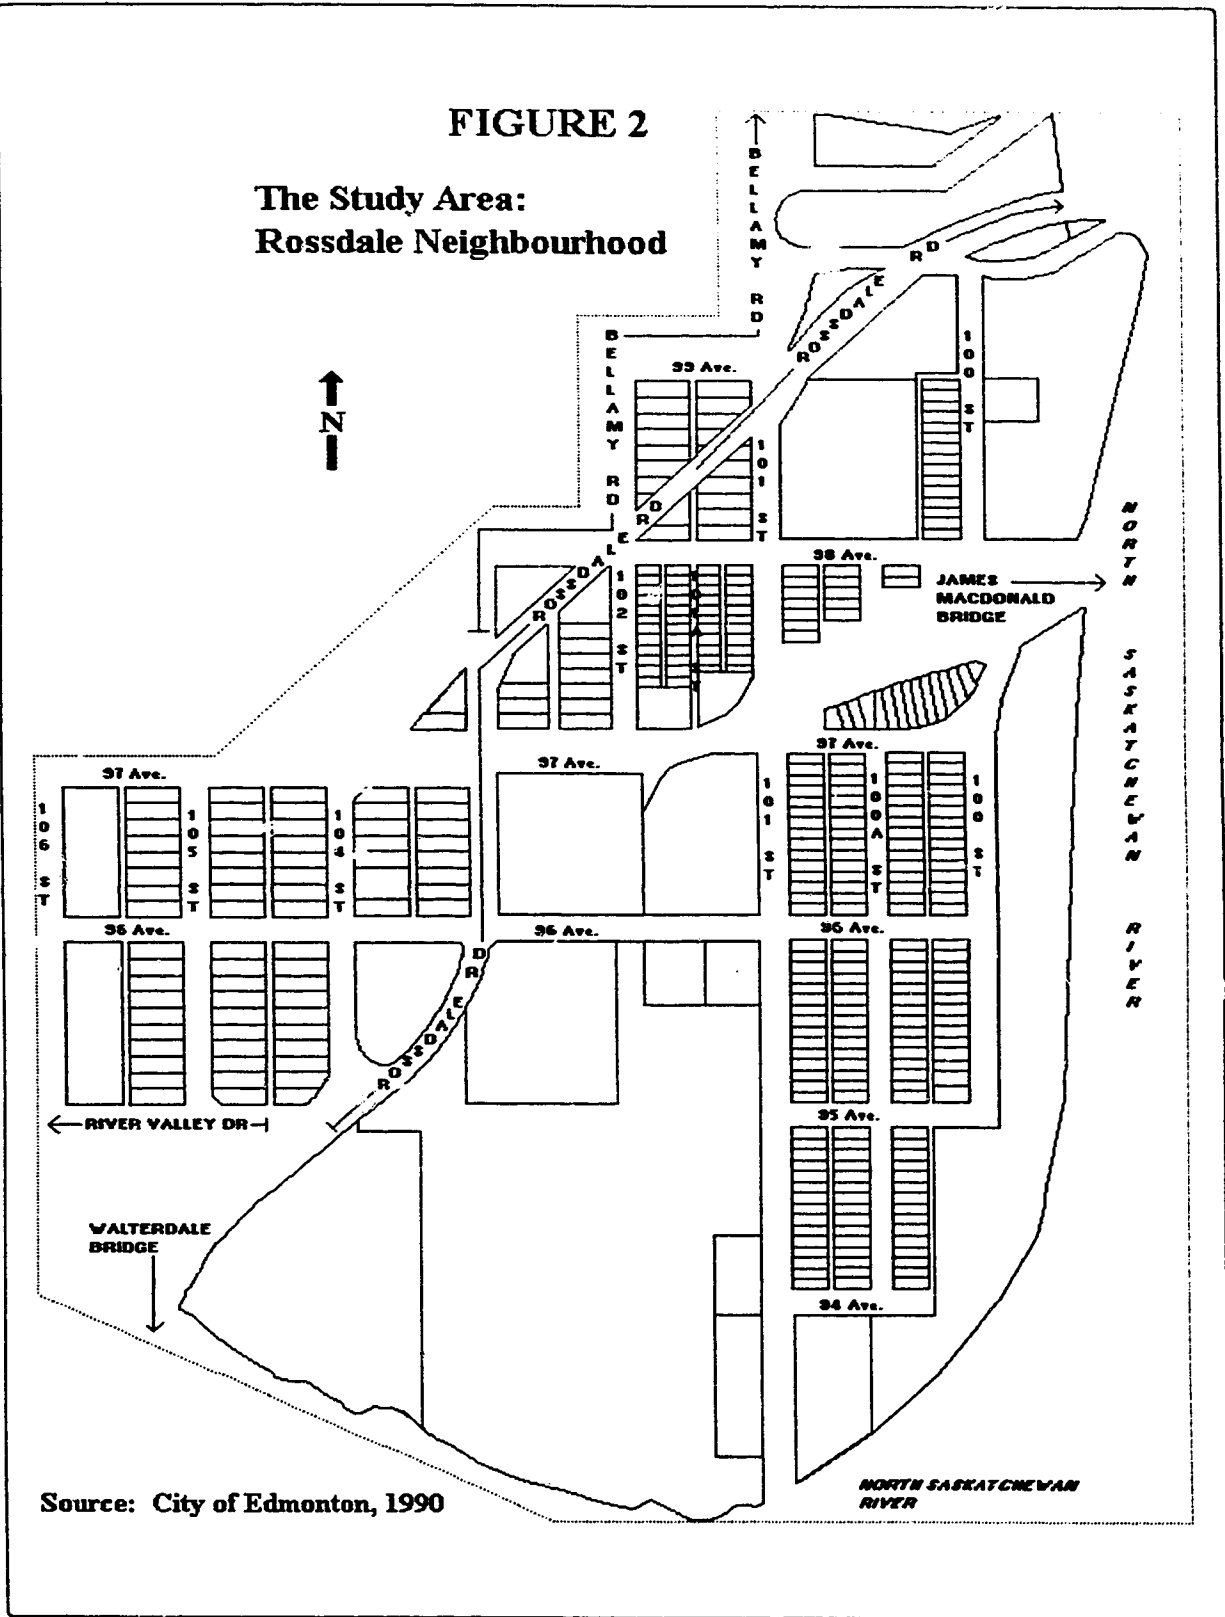 FIGURE 2
The Study Area:
Rossdale Neighbourhood
BELLAMY RD
ROSSDALE RD
BELLAMY RD
N
99 Ave.
100 ST
101 ST
ROSSDALE RD
98 Ave.
102 ST
101A ST
JAMES
MACDONALD
BRIDGE
NORTH SASKATCHEWAN RIVER
97 Ave.
97 Ave.
97 Ave.
106 ST
105 ST
104 ST
101 ST
100A ST
100 ST
96 Ave.
96 Ave.
96 Ave.
ROSSDALE RD
RIVER VALLEY DR
95 Ave.
WALTERDALE
BRIDGE
94 Ave.
NORTH SASKATCHEWAN
RIVER
Source: City of Edmonton, 1990